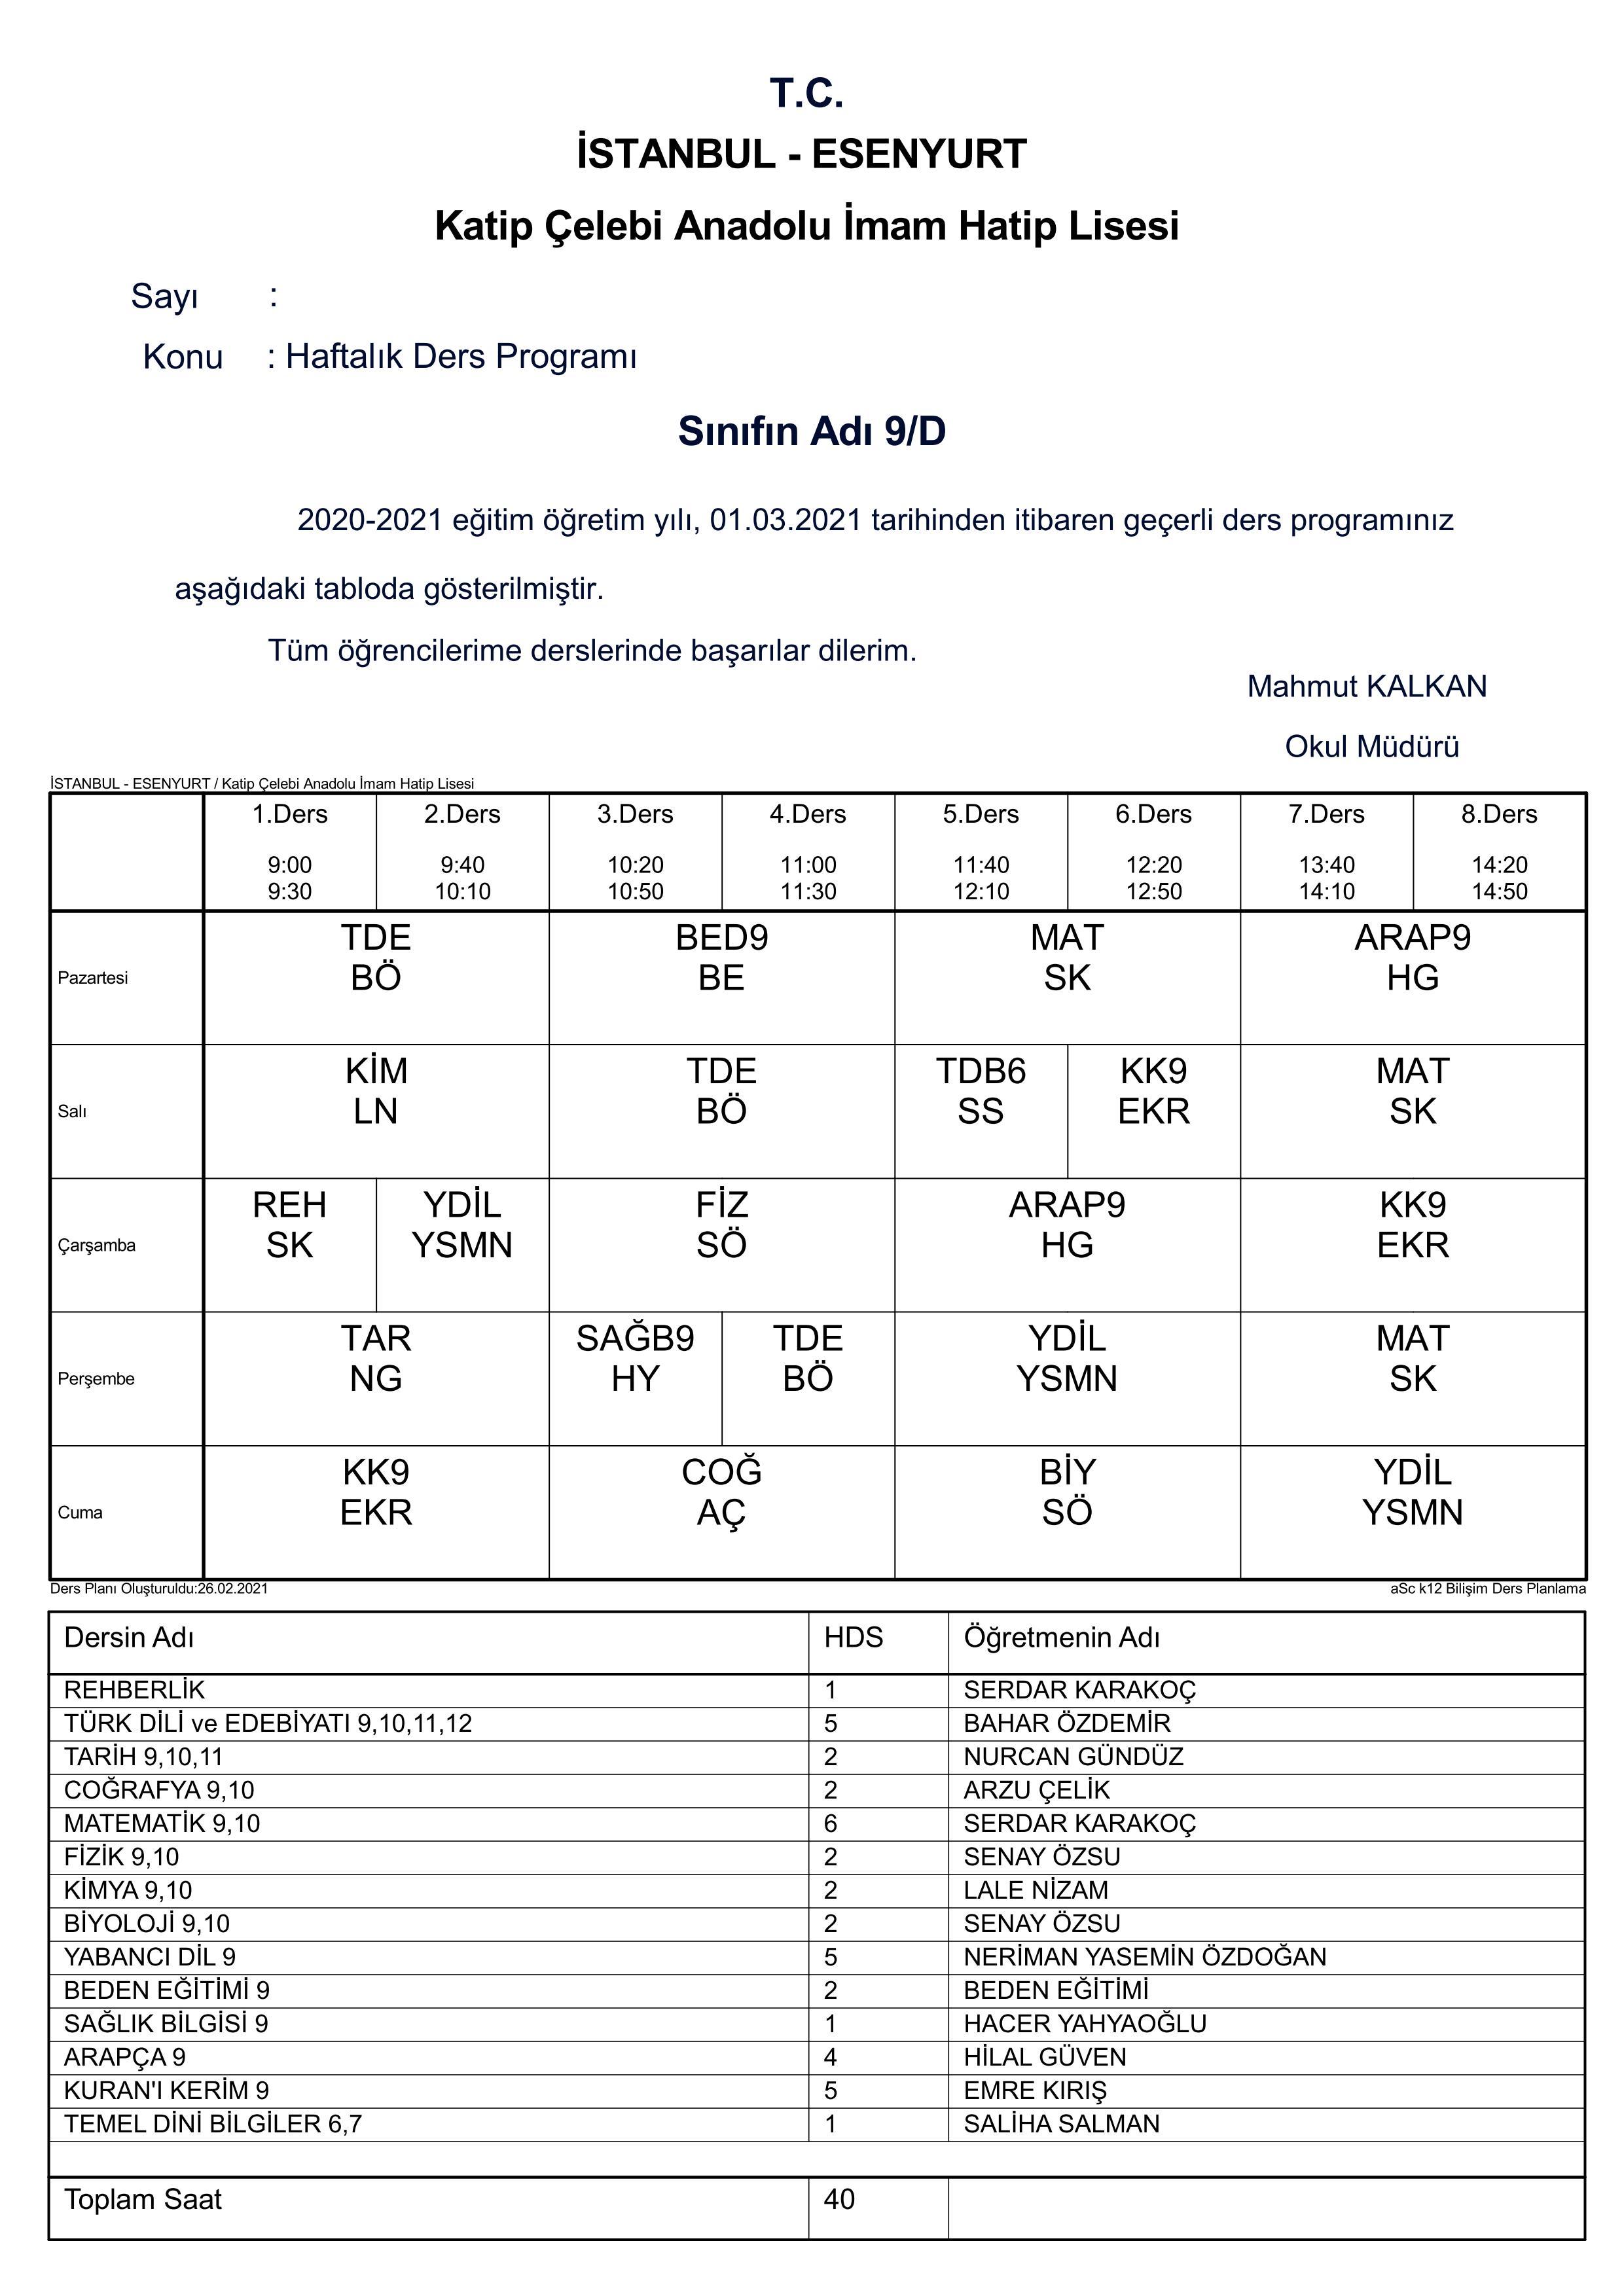 T.C.
İSTANBUL - ESENYURT
Katip Çelebi Anadolu İmam Hatip Lisesi
Sayı :
Konu : Haftalık Ders Programı
Sınıfın Adı 9/D
2020-2021 eğitim öğretim yılı, 01.03.2021 tarihinden itibaren geçerli ders programınız
aşağıdaki tabloda gösterilmiştir.
Tüm öğrencilerime derslerinde başarılar dilerim.
Mahmut KALKAN
Okul Müdürü
İSTANBUL - ESENYURT / Katip Çelebi Anadolu İmam Hatip Lisesi
1.Ders 2.Ders 3.Ders 4.Ders 5.Ders 6.Ders 7.Ders 8.Ders
9:00 9:40 10:20 11:00 11:40 12:20 13:40 14:20
9:30 10:10 10:50 11:30 12:10 12:50 14:10 14:50
TDE BED9 MAT ARAP9
Pazartesi BÖ BE SK HG
KİM TDE TDB6 KK9 MAT
Salı LN BÖ SS EKR SK
REH YDİL FİZ ARAP9 KK9
Çarşamba SK YSMN SÖ HG EKR
TAR SAĞB9 TDE YDİL MAT
Perşembe NG HY BÖ YSMN SK
KK9 COĞ BİY YDİL
Cuma EKR AÇ SÖ YSMN
Ders Planı Oluşturuldu:26.02.2021 aSc k12 Bilişim Ders Planlama
Dersin Adı HDS Öğretmenin Adı
REHBERLİK 1 SERDAR KARAKOÇ
TÜRK DİLİ ve EDEBİYATI 9,10,11,12 5 BAHAR ÖZDEMİR
TARİH 9,10,11 2 NURCAN GÜNDÜZ
COĞRAFYA 9,10 2 ARZU ÇELİK
MATEMATİK 9,10 6 SERDAR KARAKOÇ
FİZİK 9,10 2 SENAY ÖZSU
KİMYA 9,10 2 LALE NİZAM
BİYOLOJİ 9,10 2 SENAY ÖZSU
YABANCI DİL 9 5 NERİMAN YASEMİN ÖZDOĞAN
BEDEN EĞİTİMİ 9 2 BEDEN EĞİTİMİ
SAĞLIK BİLGİSİ 9 1 HACER YAHYAOĞLU
ARAPÇA 9 4 HİLAL GÜVEN
KURAN'I KERİM 9 5 EMRE KIRIŞ
TEMEL DİNİ BİLGİLER 6,7 1 SALİHA SALMAN
Toplam Saat 40